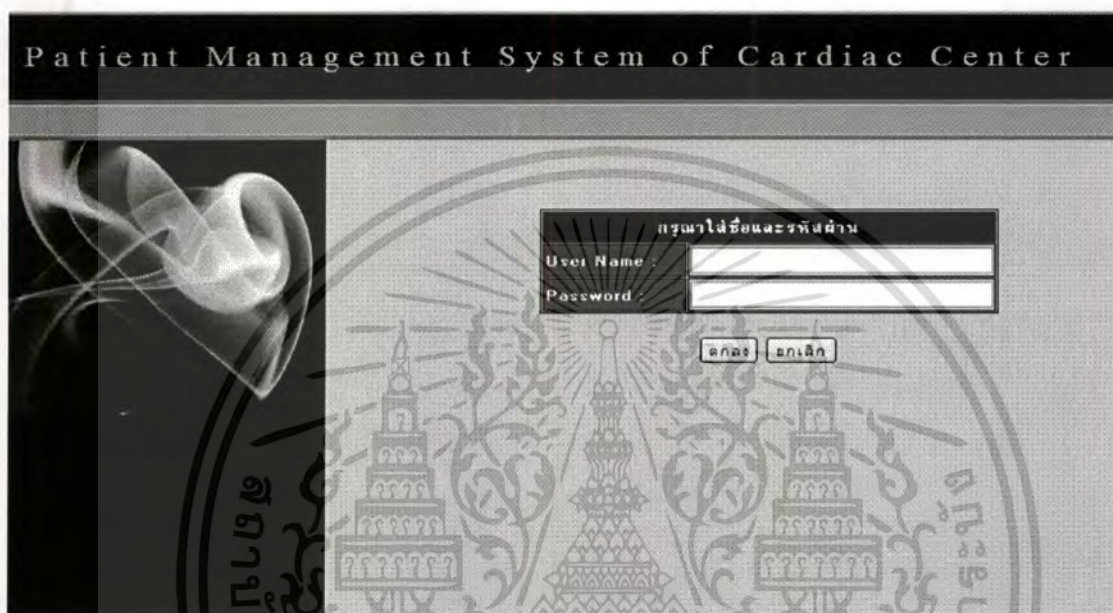 Patient Management System of Cardiac Center
กรุณาใส่ชื่อและรหัสผ่าน
User Name :
Password :
ตกลง ยกเลิก